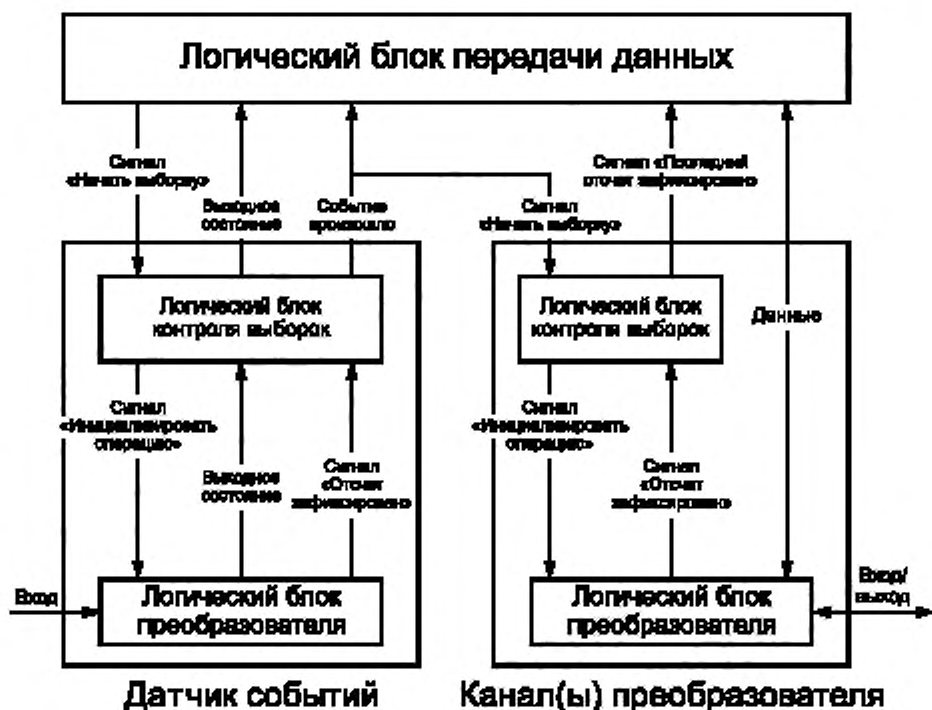 Логический блок передачи данных
Сигнал
«Начать выборку»
Выходное
состояние
Событие
произошло
Сигнал
«Начать выборку»
Сигнал «Последний
отсчет зафиксирован»
Данные
Логический блок
контроля выборок
Логический блок
контроля выборок
Сигнал
«Инициализировать
операцию»
Выходное
состояние
Сигнал
«Отсчет
зафиксирован»
Сигнал
«Инициализировать
операцию»
Сигнал
«Отсчет
зафиксирован»
Вход
Логический блок
преобразователя
Логический блок
преобразователя
Вход/
выход
Датчик событий
Канал(ы) преобразователя